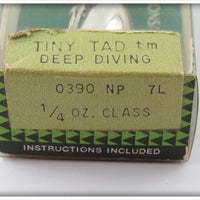 TINY TAD tm
DEEP DIVING
0390 NP 7L
1/4 OZ. CLASS
INSTRUCTIONS INCLUDED